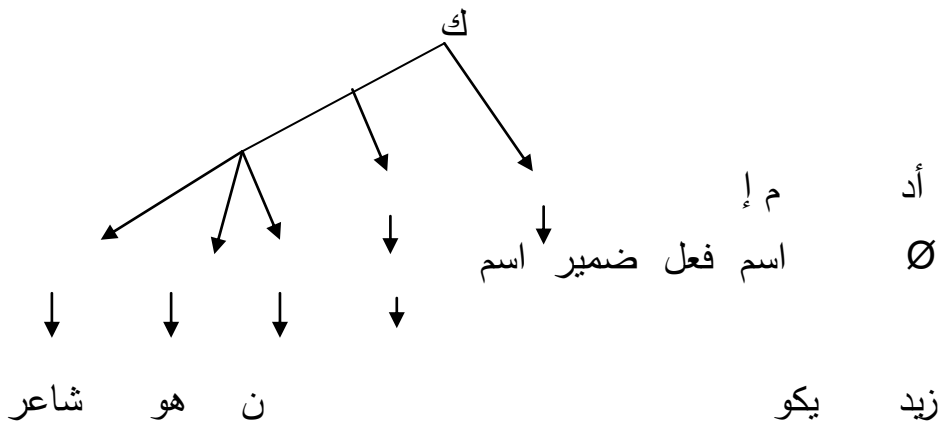 ك
أد م إ
Ø اسم فعل ضمير اسم
زيد يكو ن هو شاعر